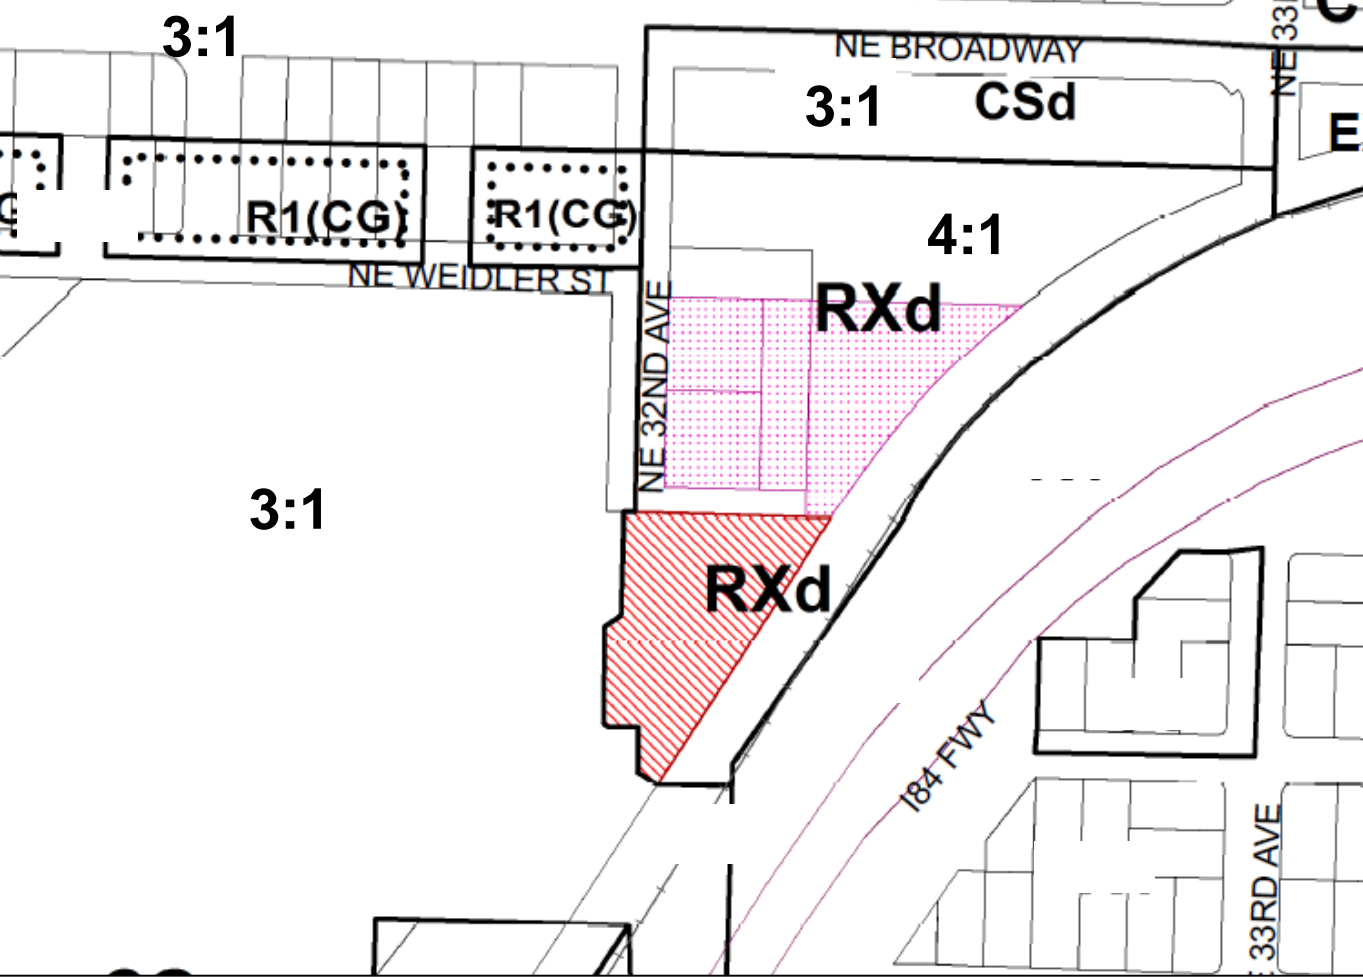 3:1
NE BROADWAY
NE 33
3:1
CSd
R1(CG)
R1(CG)
4:1
NE WEIDLER ST
RXd
NE 32ND AVE
3:1
RXd
I84 FWY
33RD AVE